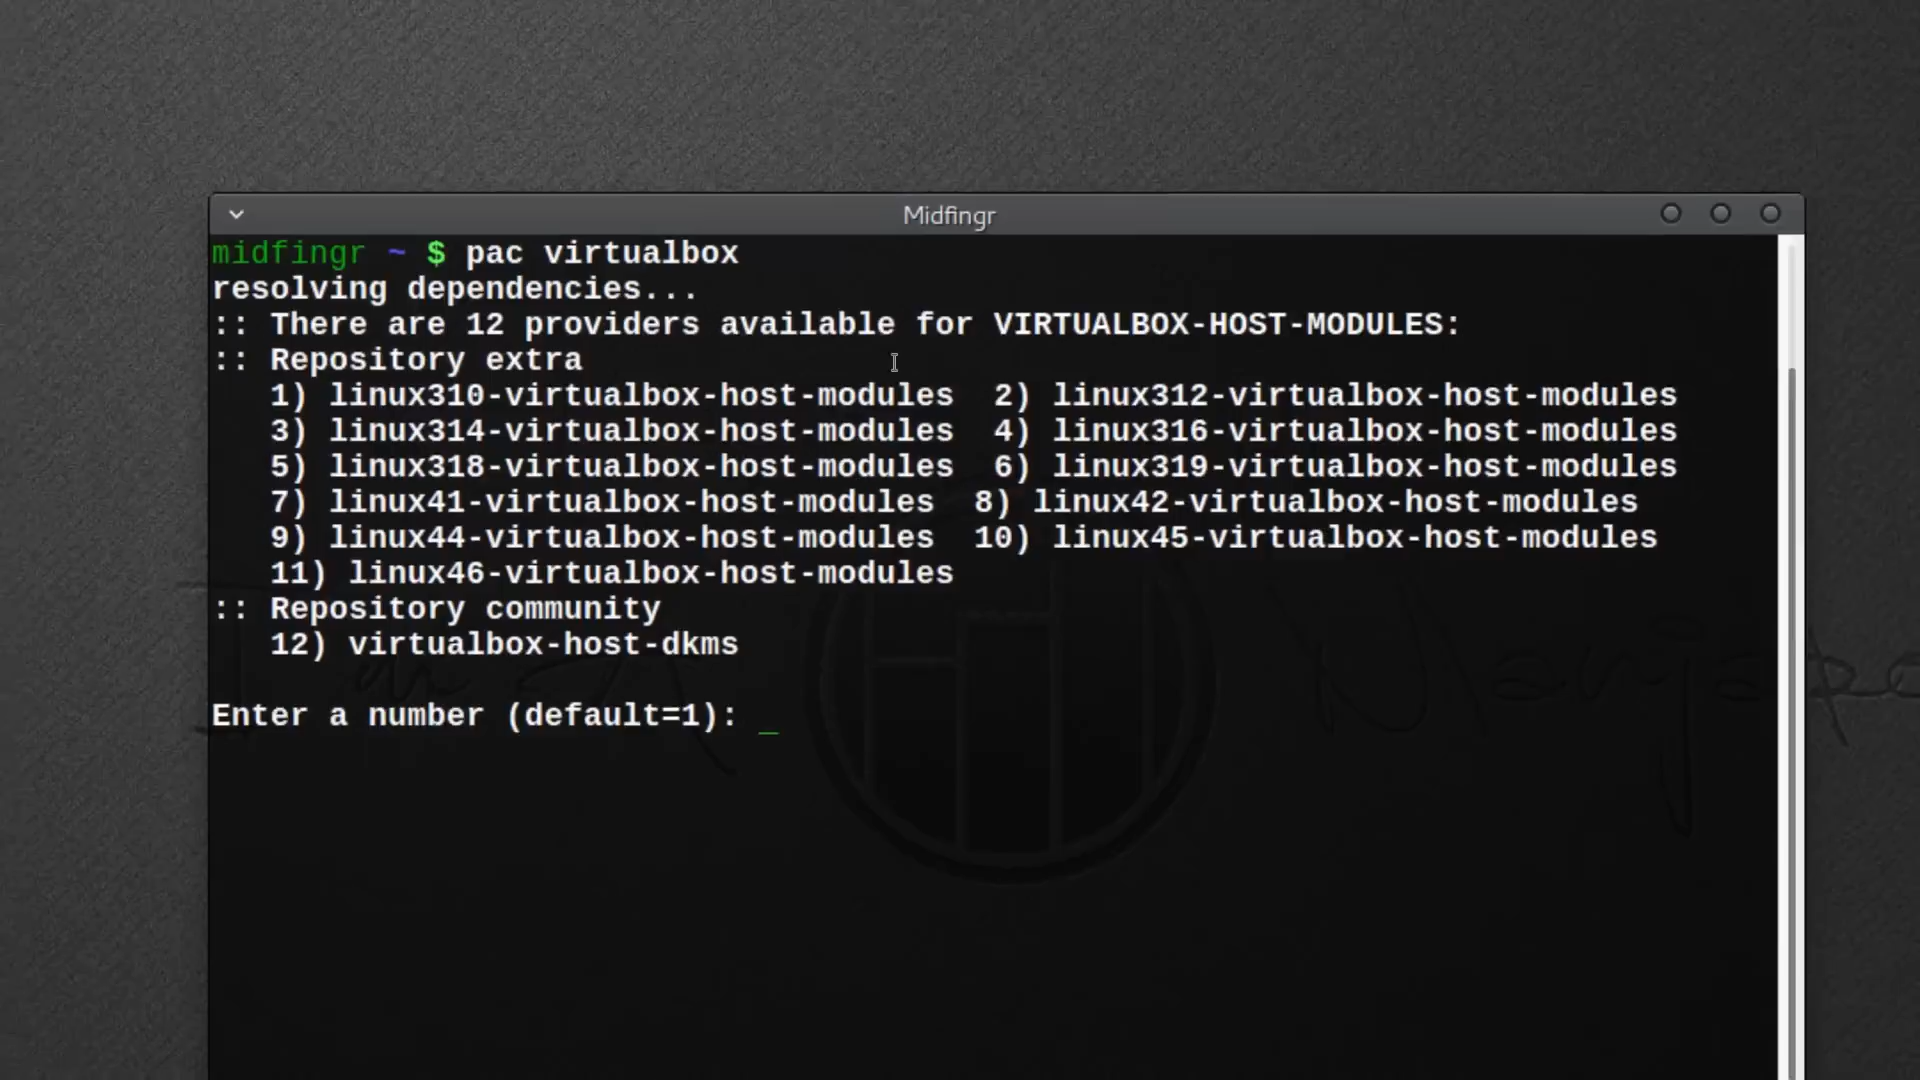 Midfingr
midfingr ~ $ pac virtualbox
resolving dependencies...
:: There are 12 providers available for VIRTUALBOX-HOST-MODULES:
:: Repository extra
   1) linux310-virtualbox-host-modules  2) linux312-virtualbox-host-modules
   3) linux314-virtualbox-host-modules  4) linux316-virtualbox-host-modules
   5) linux318-virtualbox-host-modules  6) linux319-virtualbox-host-modules
   7) linux41-virtualbox-host-modules  8) linux42-virtualbox-host-modules
   9) linux44-virtualbox-host-modules  10) linux45-virtualbox-host-modules
   11) linux46-virtualbox-host-modules
:: Repository community
   12) virtualbox-host-dkms
Enter a number (default=1): _